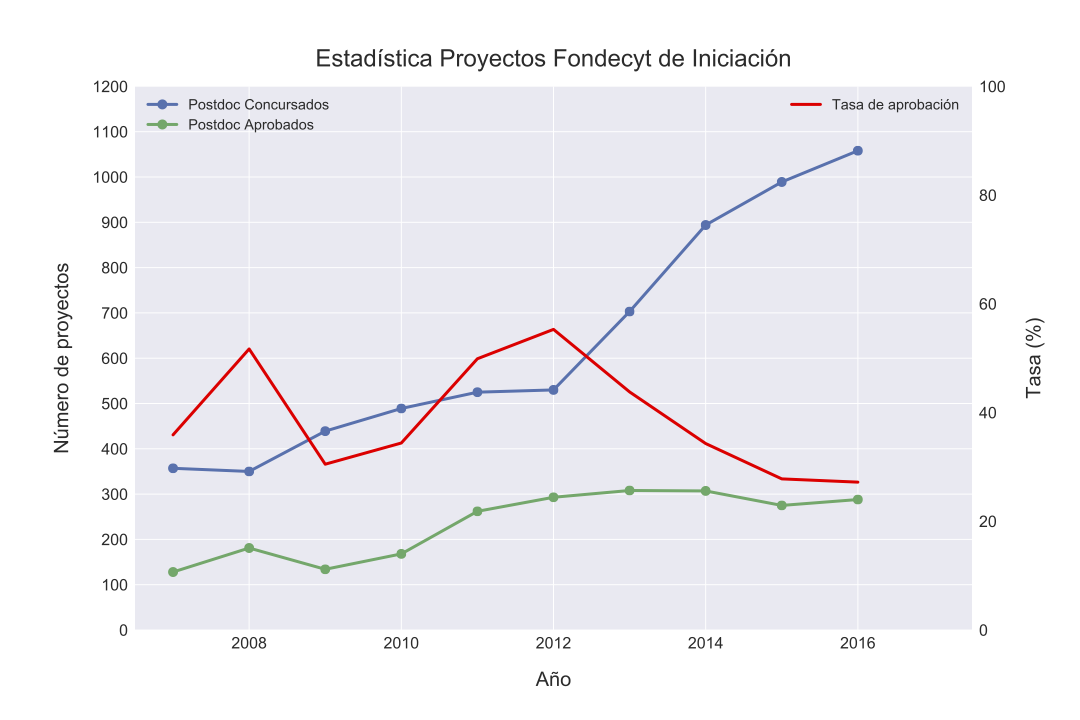 Estadística Proyectos Fondecyt de Iniciación
Postdoc Concursados
Postdoc Aprobados
Tasa de aprobación
1200
1100
1000
900
800
700
600
500
400
300
200
100
0
Número de proyectos
100
80
60
40
20
0
Tasa (%)
2008 2010 2012 2014 2016
Año